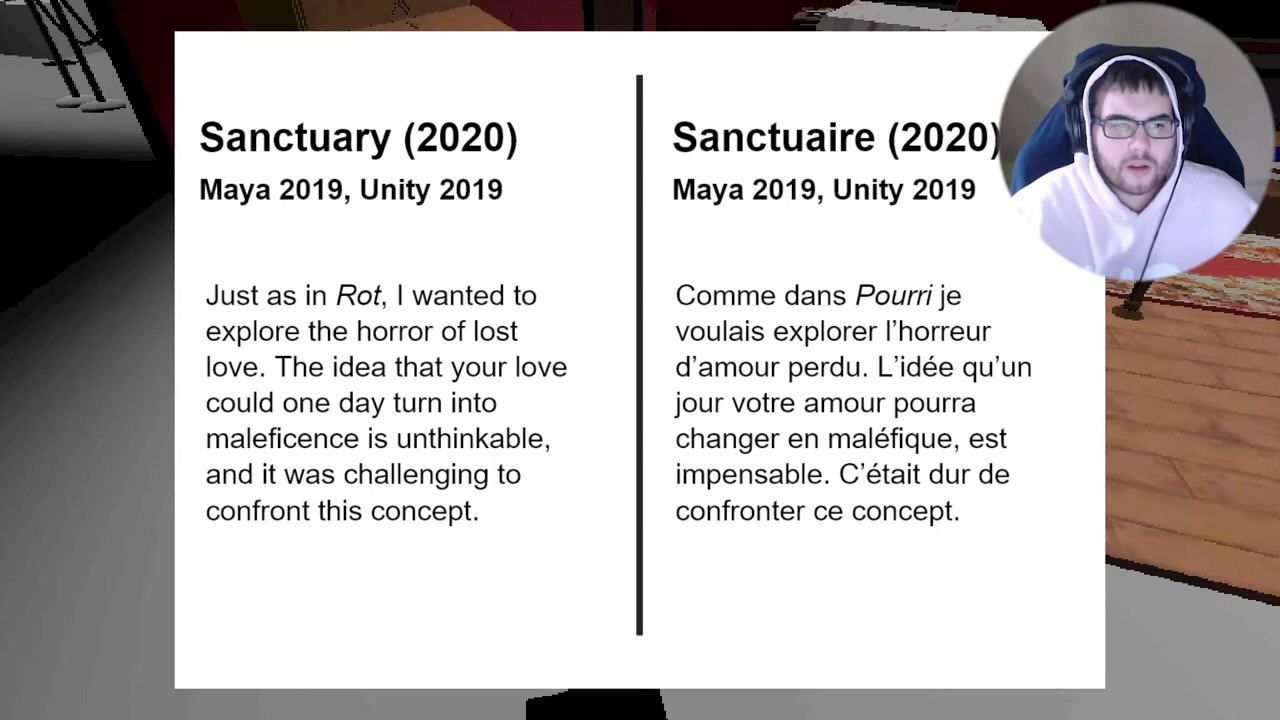 Sanctuary (2020)
Maya 2019, Unity 2019
Just as in Rot, I wanted to
explore the horror of lost
love. The idea that your love
could one day turn into
maleficence is unthinkable,
and it was challenging to
confront this concept.
Sanctuaire (2020)
Maya 2019, Unity 2019
Comme dans Pourri je
voulais explorer l’horreur
d’amour perdu. L’idée qu’un
jour votre amour pourra
changer en maléfique, est
impensable. C’était dur de
confronter ce concept.